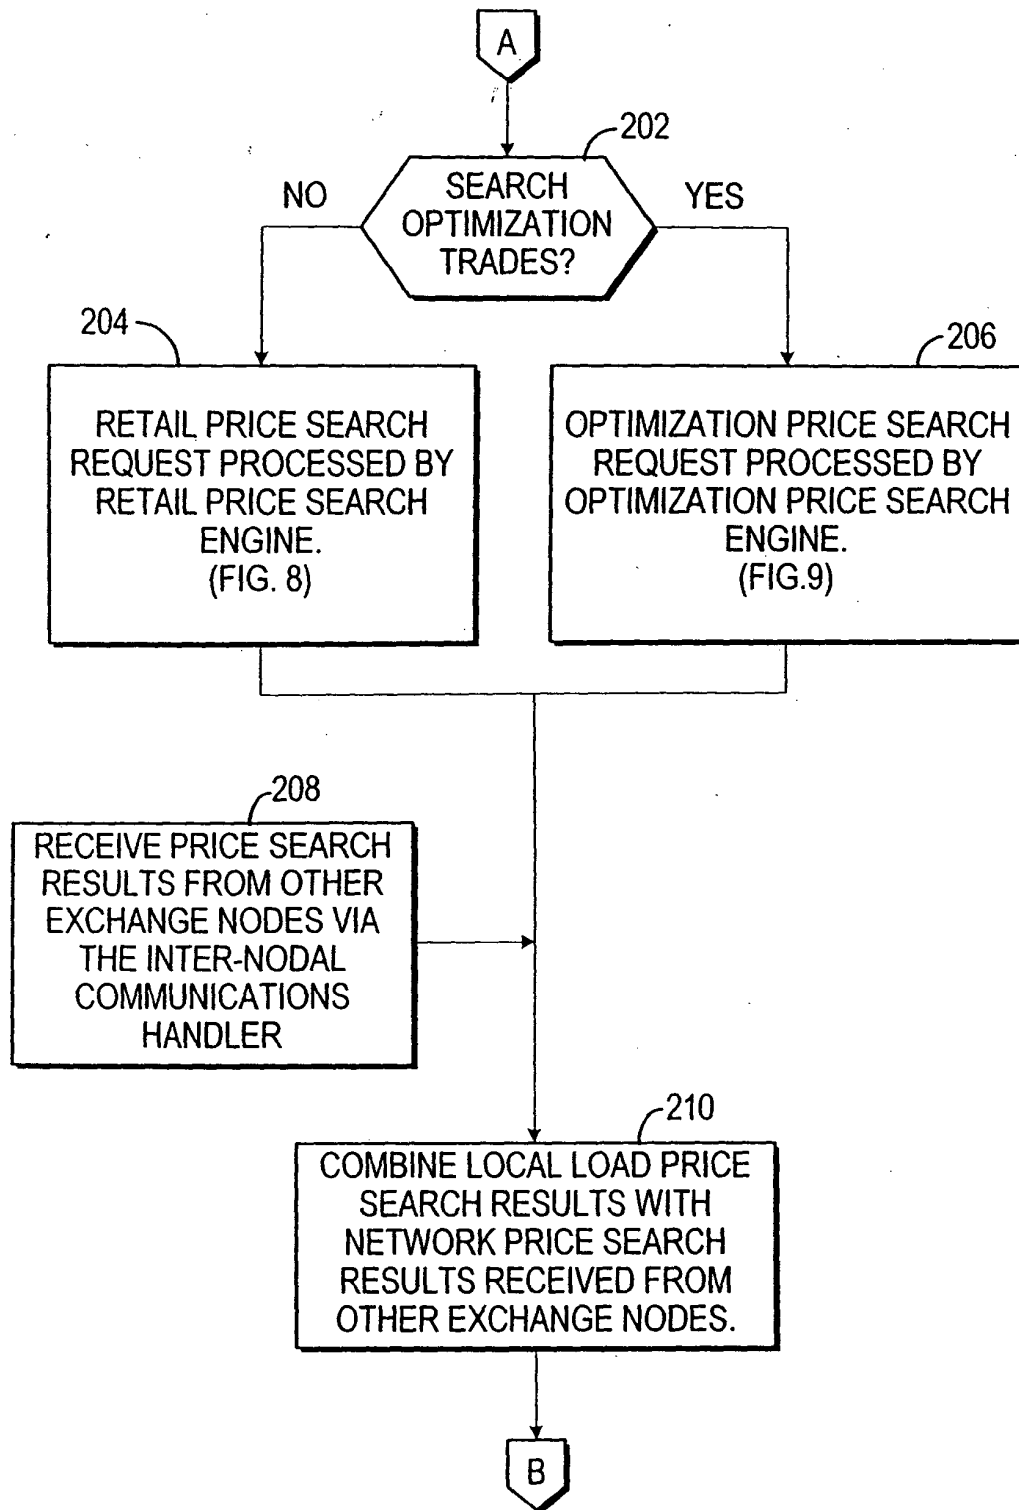 A
202
SEARCH
OPTIMIZATION
TRADES?
NO
YES
204
RETAIL PRICE SEARCH
REQUEST PROCESSED BY
RETAIL PRICE SEARCH
ENGINE.
(FIG. 8)
206
OPTIMIZATION PRICE SEARCH
REQUEST PROCESSED BY
OPTIMIZATION PRICE SEARCH
ENGINE.
(FIG.9)
208
RECEIVE PRICE SEARCH
RESULTS FROM OTHER
EXCHANGE NODES VIA
THE INTER-NODAL
COMMUNICATIONS
HANDLER
210
COMBINE LOCAL LOAD PRICE
SEARCH RESULTS WITH
NETWORK PRICE SEARCH
RESULTS RECEIVED FROM
OTHER EXCHANGE NODES.
B